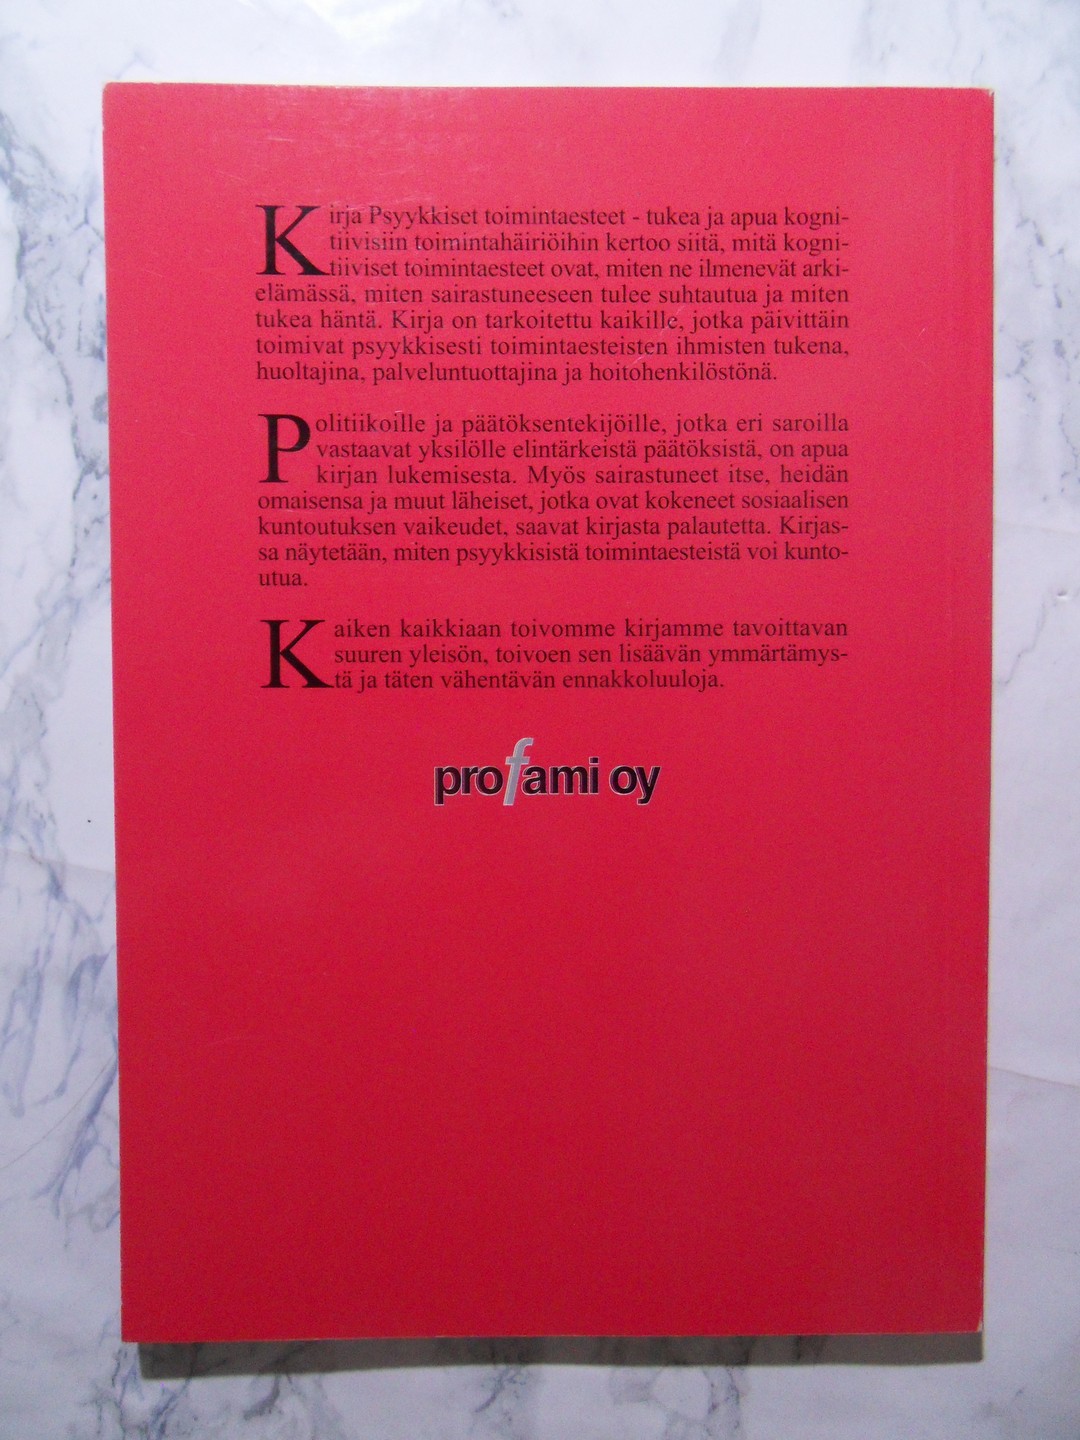 Kirja Psyykkiset toimintaesteet - tukea ja apua kogni-
tiivisiin toimintahäiriöihin kertoo siitä, mitä kogni-
tiiviset toimintaesteet ovat, miten ne ilmenevät arki-
elämässä, miten sairastuneeseen tulee suhtautua ja miten
tukea häntä. Kirja on tarkoitettu kaikille, jotka päivittäin
toimivat psyykkisesti toimintaesteisten ihmisten tukena,
huoltajina, palveluntuottajina ja hoitohenkilöstönä.
Politiikoille ja päätöksentekijöille, jotka eri saroilla
vastaavat yksilölle elintärkeistä päätöksistä, on apua
kirjan lukemisesta. Myös sairastuneet itse, heidän
omaisensa ja muut läheiset, jotka ovat kokeneet sosiaalisen
kuntoutuksen vaikeudet, saavat kirjasta palautetta. Kirjas-
sa näytetään, miten psyykkisistä toimintaesteistä voi kunto-
utua.
Kaiken kaikkiaan toivomme kirjamme tavoittavan
suuren yleisön, toivoen sen lisäävän ymmärtämys-
tä ja täten vähentävän ennakkoluuloja.
profami oy